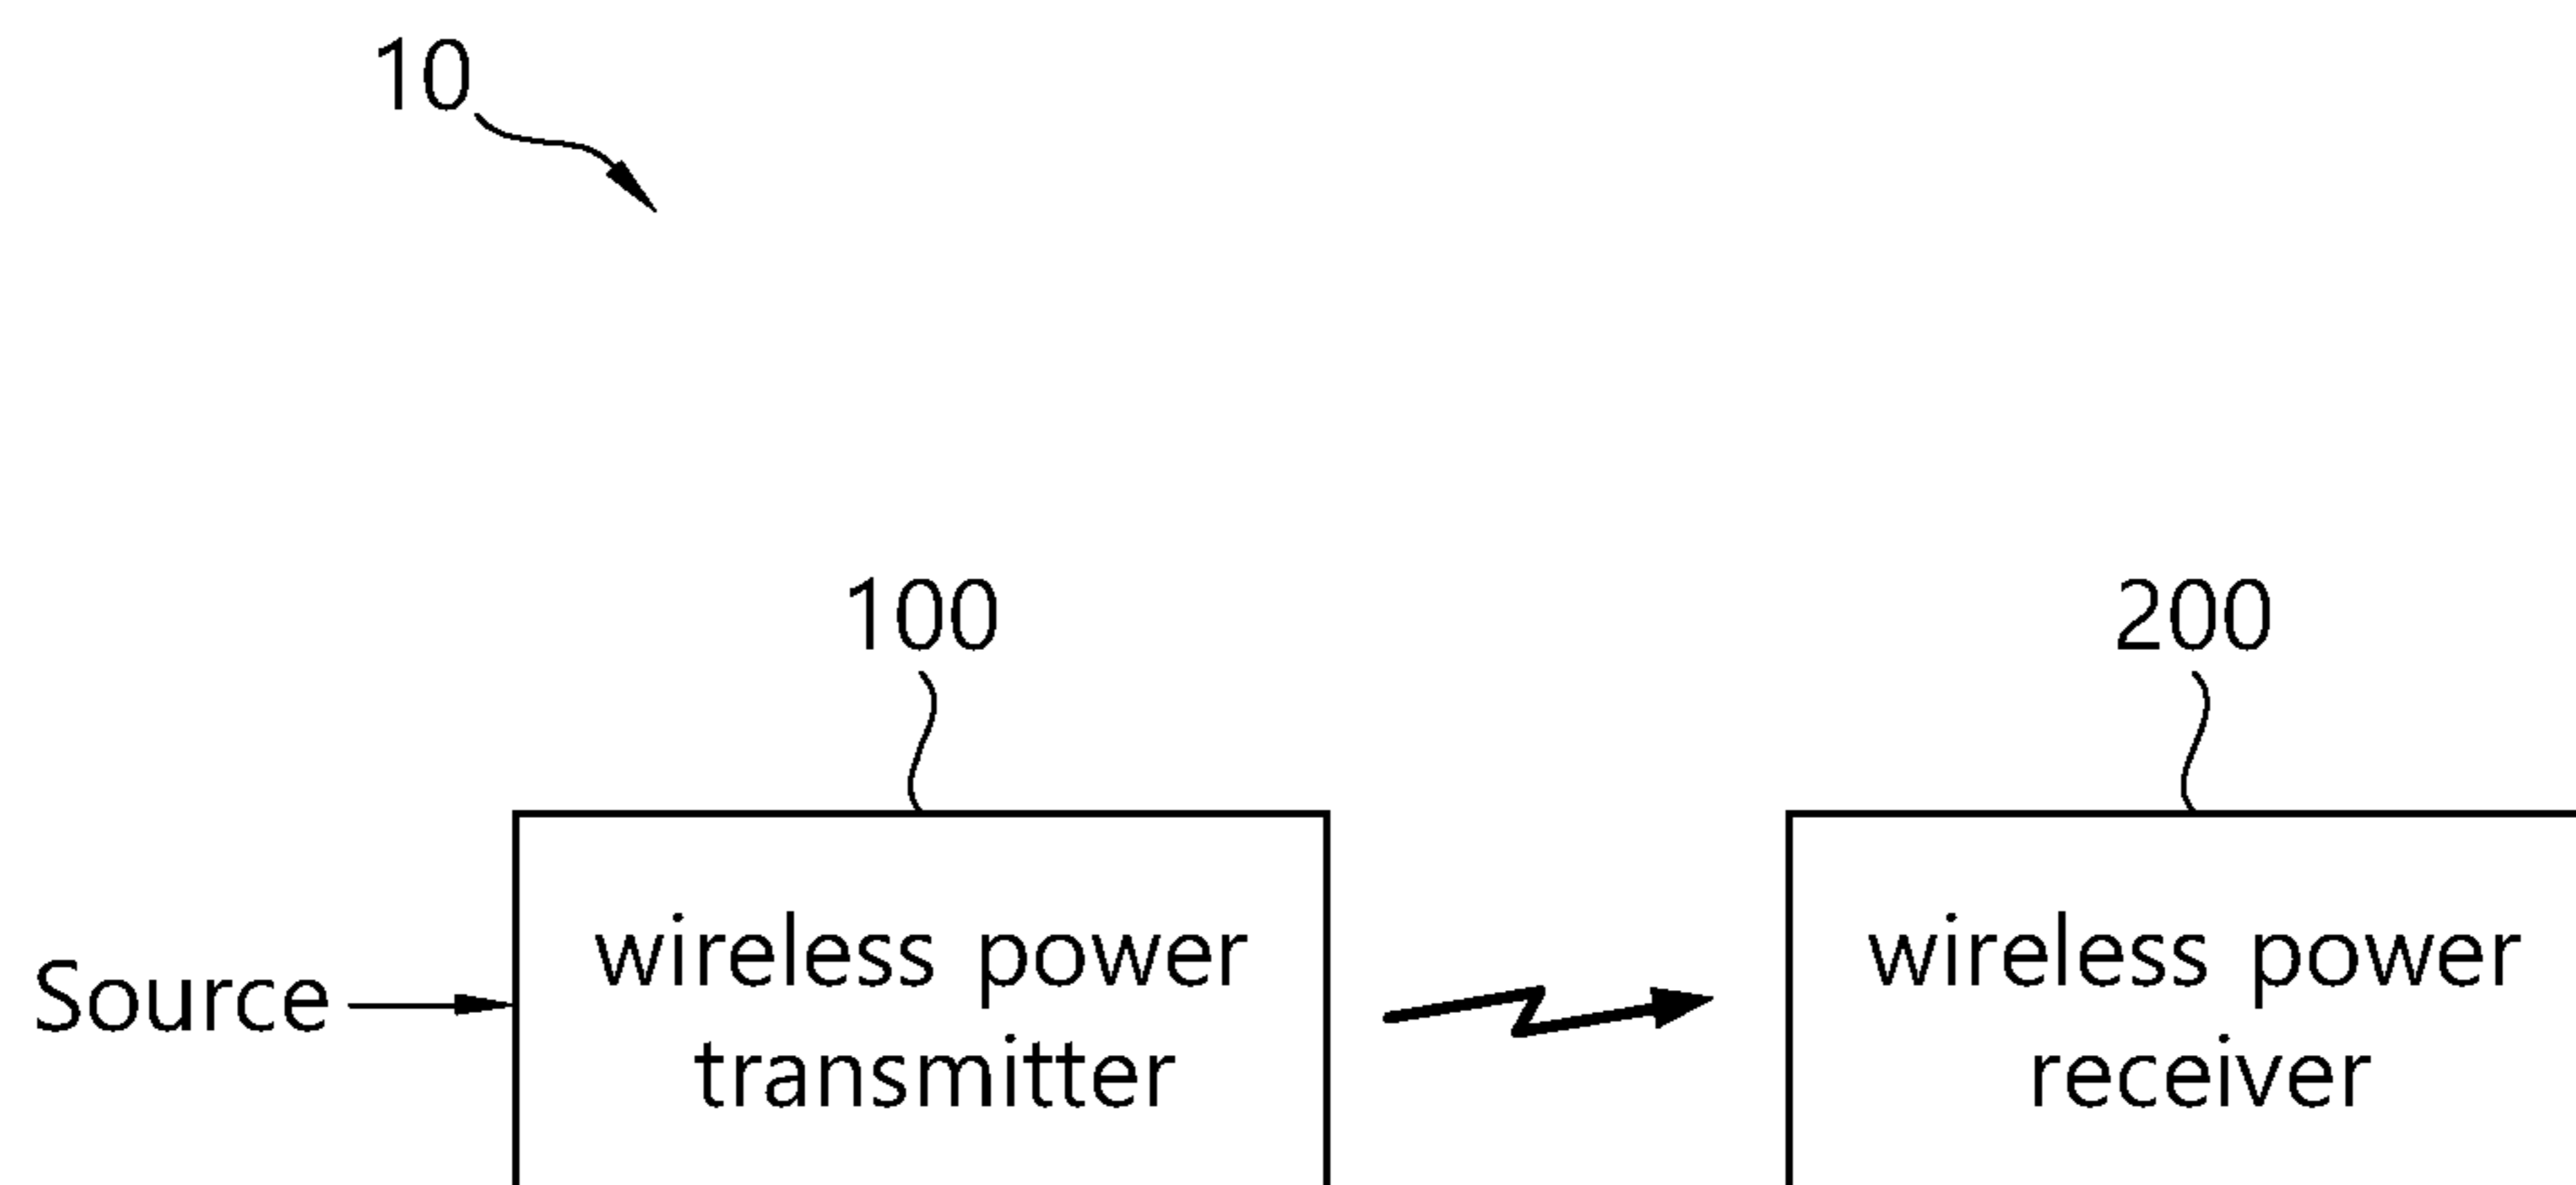 10
100
200
Source
wireless power
transmitter
wireless power
receiver